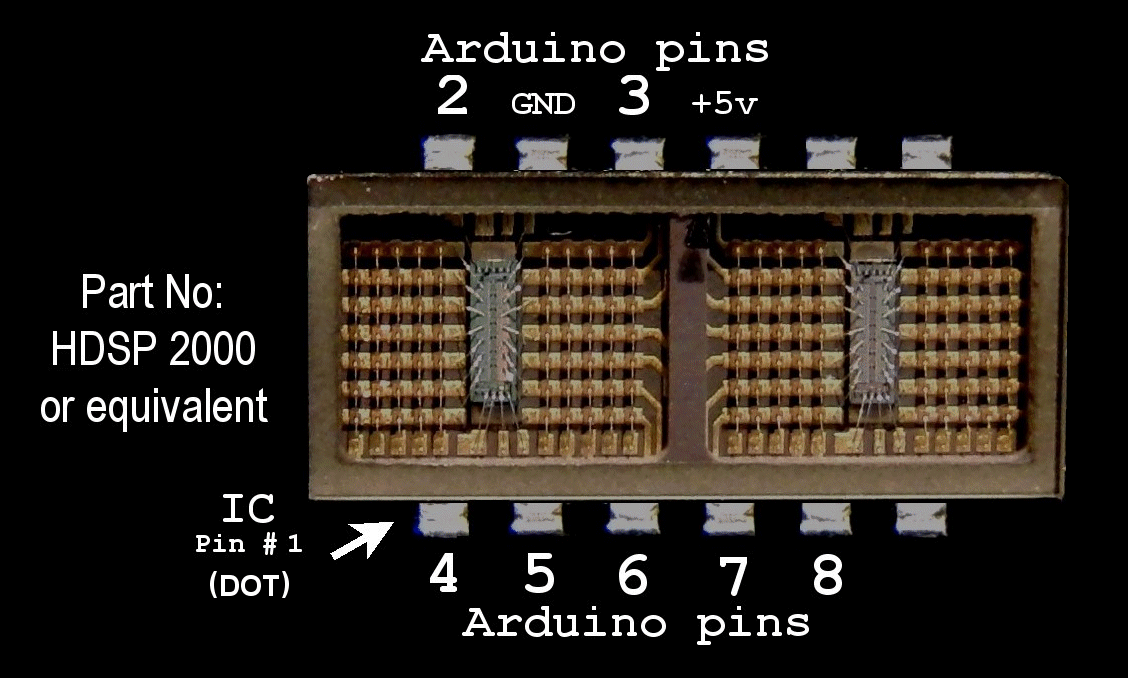 Arduino pins
2 GND 3 +5v
Part No:
HDSP 2000
or equivalent
IC
Pin # 1
(DOT)
4 5 6 7 8
Arduino pins